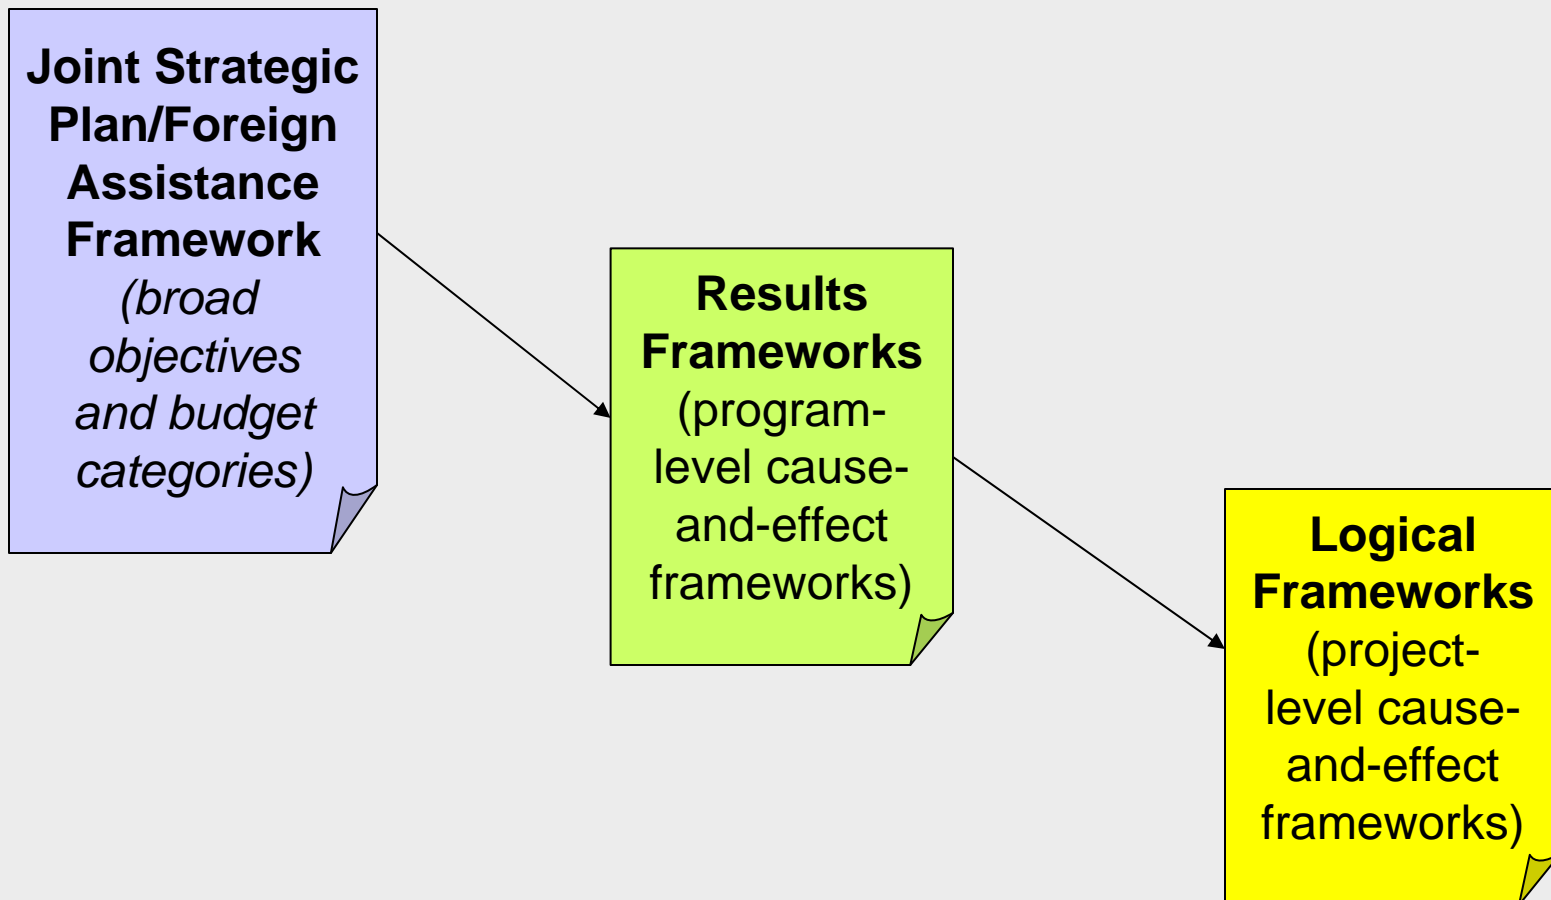 Joint Strategic
Plan/Foreign
Assistance
Framework
(broad
objectives
and budget
categories)
Results
Frameworks
(program-
level cause-
and-effect
frameworks)
Logical
Frameworks
(project-
level cause-
and-effect
frameworks)